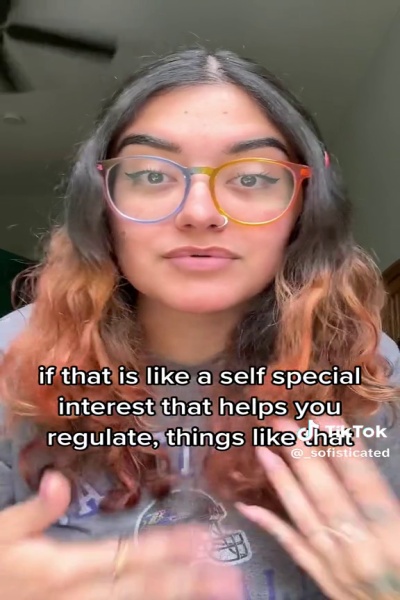 if that is like a self special
interest that helps you
regulate, things like that
TikTok
@_sofisticated